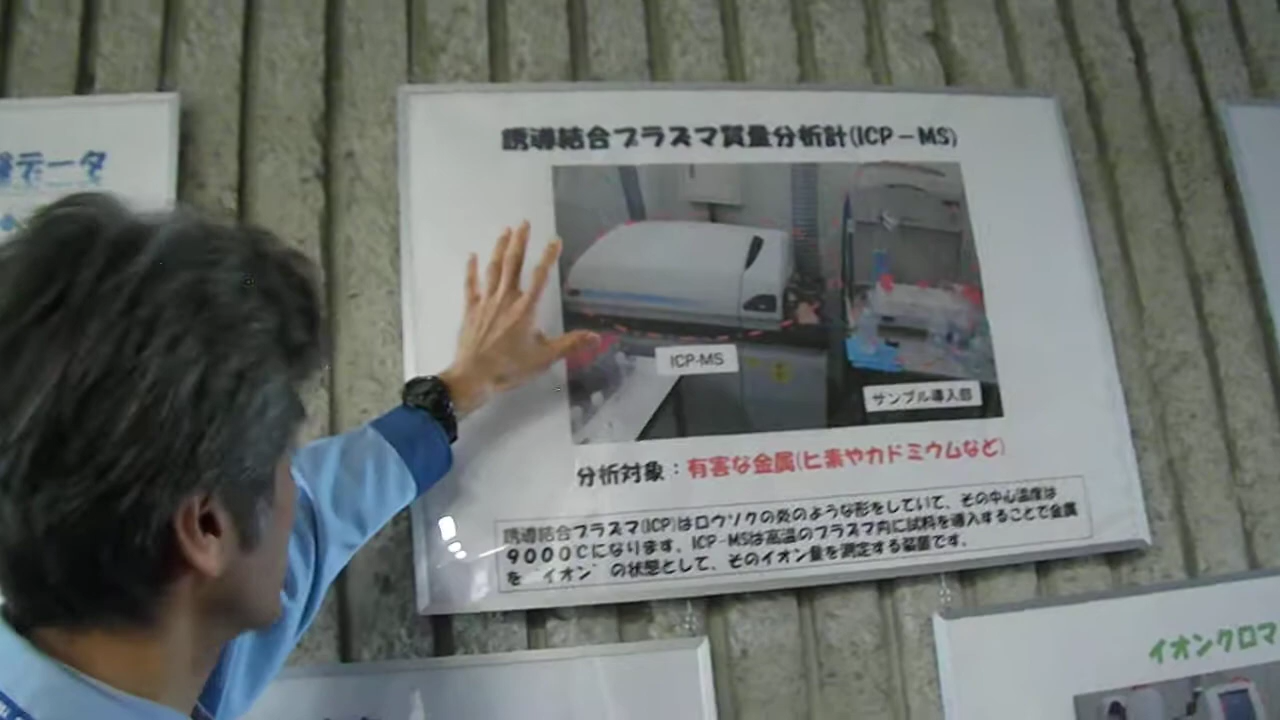 データ
誘導結合プラズマ質量分析計(ICP－MS)
ICP-MS
サンプル導入部
分析対象：有害な金属(ヒ素やカドミウムなど)
誘導結合プラズマ(ICP)はロウソクの炎のような形をしていて、その中心温度は
９０００℃になります。ICP-MSは高温のプラズマ内に試料を導入することで金属
を“イオン”の状態として、そのイオン量を測定する装置です。
イオンクロマ